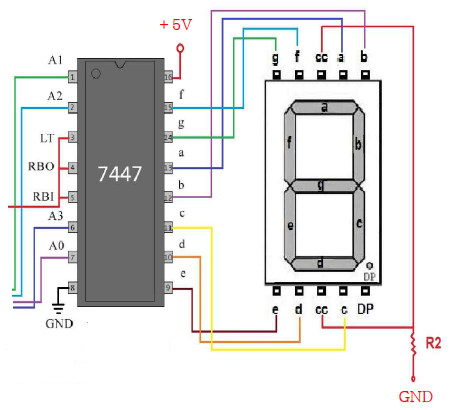 +5V
g f cc a b
A1
1
16
A2
f
2
15
a
LT
g
3
14
f
b
RBO
a
4
7447
13
g
RBI
b
5
12
A3
c
6
11
e
c
A0
d
7
10
d
DP
e
8
9
GND
e d cc c DP
R2
GND